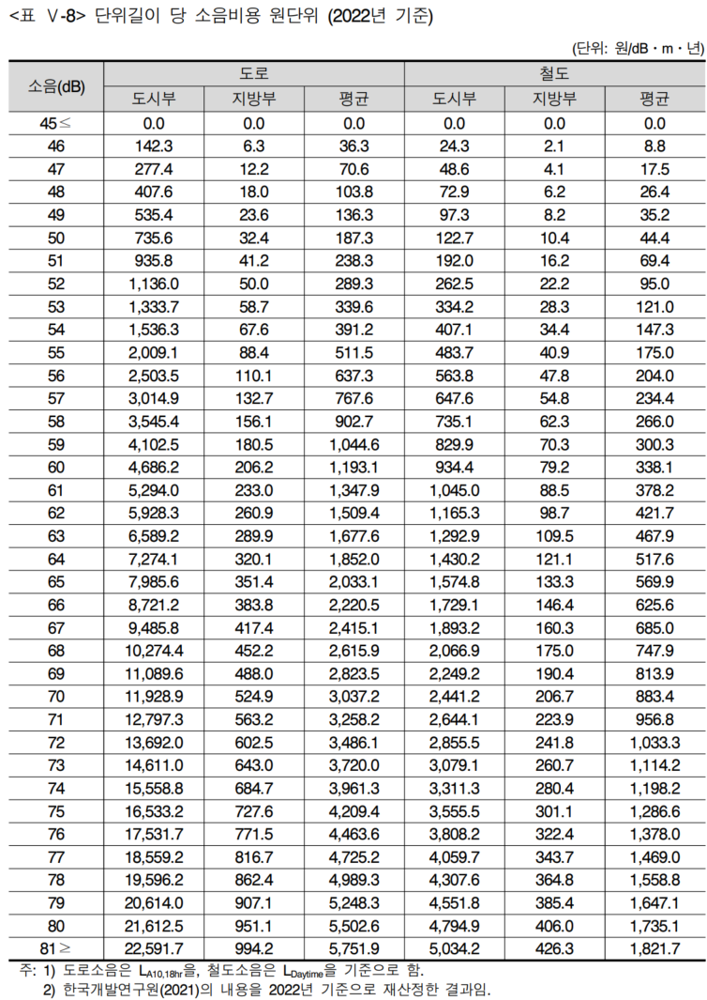 <표 Ⅴ-8> 단위길이 당 소음비용 원단위 (2022년 기준)
(단위: 원/dB·m·년)
소음(dB) 도로 철도
도시부 지방부 평균 도시부 지방부 평균
45≤ 0.0 0.0 0.0 0.0 0.0 0.0
46 142.3 6.3 36.3 24.3 2.1 8.8
47 277.4 12.2 70.6 48.6 4.1 17.5
48 407.6 18.0 103.8 72.9 6.2 26.4
49 535.4 23.6 136.3 97.3 8.2 35.2
50 735.6 32.4 187.3 122.7 10.4 44.4
51 935.8 41.2 238.3 192.0 16.2 69.4
52 1,136.0 50.0 289.3 262.5 22.2 95.0
53 1,333.7 58.7 339.6 334.2 28.3 121.0
54 1,536.3 67.6 391.2 407.1 34.4 147.3
55 2,009.1 88.4 511.5 483.7 40.9 175.0
56 2,503.5 110.1 637.3 563.8 47.8 204.0
57 3,014.9 132.7 767.6 647.6 54.8 234.4
58 3,545.4 156.1 902.7 735.1 62.3 266.0
59 4,102.5 180.5 1,044.6 829.9 70.3 300.3
60 4,686.2 206.2 1,193.1 934.4 79.2 338.1
61 5,294.0 233.0 1,347.9 1,045.0 88.5 378.2
62 5,928.3 260.9 1,509.4 1,165.3 98.7 421.7
63 6,589.2 289.9 1,677.6 1,292.9 109.5 467.9
64 7,274.1 320.1 1,852.0 1,430.2 121.1 517.6
65 7,985.6 351.4 2,033.1 1,574.8 133.3 569.9
66 8,721.2 383.8 2,220.5 1,729.1 146.4 625.6
67 9,485.8 417.4 2,415.1 1,893.2 160.3 685.0
68 10,274.4 452.2 2,615.9 2,066.9 175.0 747.9
69 11,089.6 488.0 2,823.5 2,249.2 190.4 813.9
70 11,928.9 524.9 3,037.2 2,441.2 206.7 883.4
71 12,797.3 563.2 3,258.2 2,644.1 223.9 956.8
72 13,692.0 602.5 3,486.1 2,855.5 241.8 1,033.3
73 14,611.0 643.0 3,720.0 3,079.1 260.7 1,114.2
74 15,558.8 684.7 3,961.3 3,311.3 280.4 1,198.2
75 16,533.2 727.6 4,209.4 3,555.5 301.1 1,286.6
76 17,531.7 771.5 4,463.6 3,808.2 322.4 1,378.0
77 18,559.2 816.7 4,725.2 4,059.7 343.7 1,469.0
78 19,596.2 862.4 4,989.3 4,307.6 364.8 1,558.8
79 20,614.0 907.1 5,248.3 4,551.8 385.4 1,647.1
80 21,612.5 951.1 5,502.6 4,794.9 406.0 1,735.1
81≥ 22,591.7 994.2 5,751.9 5,034.2 426.3 1,821.7
주: 1) 도로소음은 LA10,18hr을, 철도소음은 LDaytime을 기준으로 함.
2) 한국개발연구원(2021)의 내용을 2022년 기준으로 재산정한 결과임.